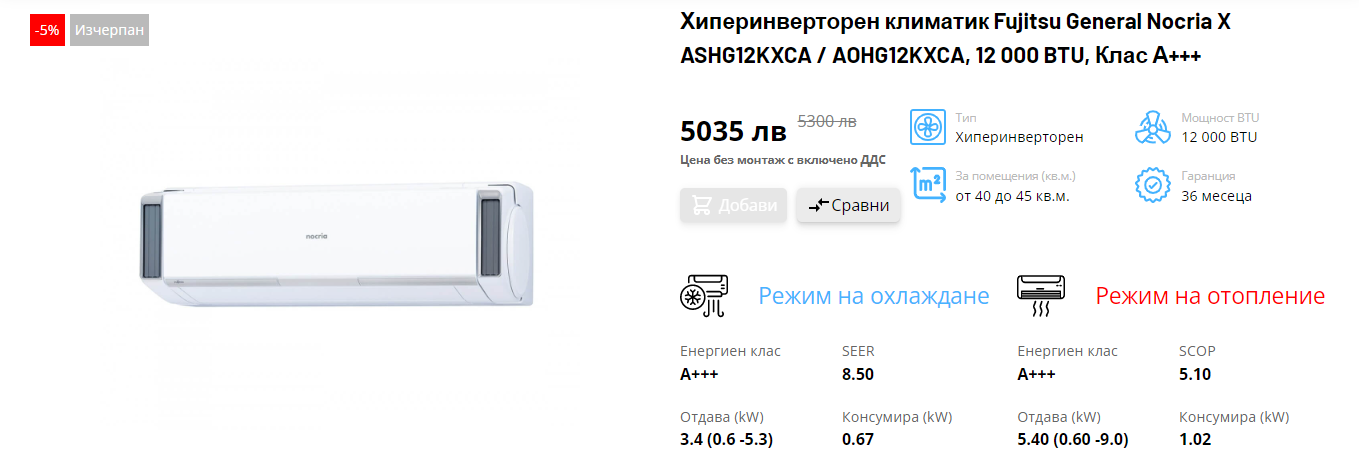 -5%
Изчерпан
Хиперинверторен климатик Fujitsu General Nocria X
ASHG12KXCA / AOHG12KXCA, 12 000 BTU, Клас А+++
5035 лв 5300 лв
Цена без монтаж с включено ДДС
Добави
Сравни
Тип
Хиперинверторен
Мощност BTU
12 000 BTU
За помещения (кв.м.)
от 40 до 45 кв.м.
Гаранция
36 месеца
m²
nocria
Режим на охлаждане
Енергиен клас
A+++
SEER
8.50
Отдава (kW)
3.4 (0.6 -5.3)
Консумира (kW)
0.67
Режим на отопление
Енергиен клас
A+++
SCOP
5.10
Отдава (kW)
5.40 (0.60 -9.0)
Консумира (kW)
1.02